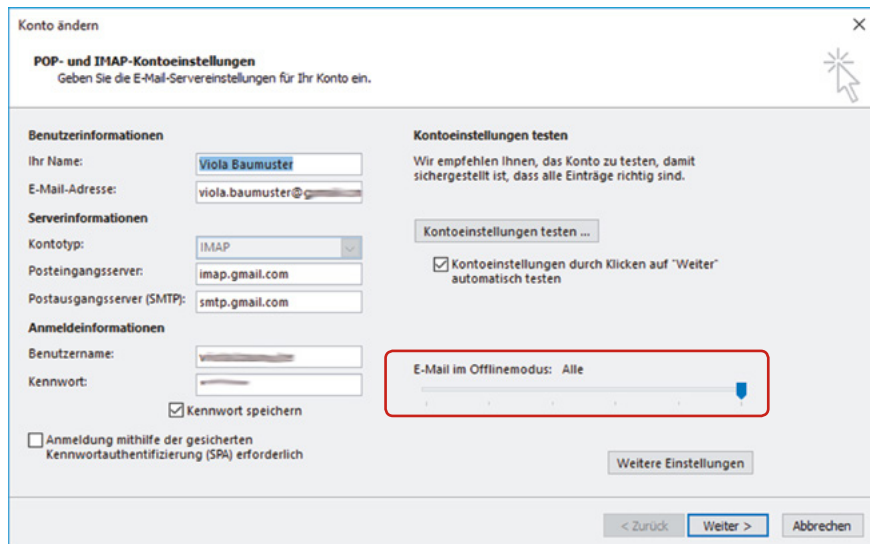 Konto ändern
POP- und IMAP-Kontoeinstellungen
Geben Sie die E-Mail-Servereinstellungen für Ihr Konto ein.
Benutzerinformationen
Ihr Name:
Viola Baumuster
E-Mail-Adresse:
viola.baumuster@
Serverinformationen
Kontotyp:
IMAP
Posteingangsserver:
imap.gmail.com
Postausgangsserver (SMTP):
smtp.gmail.com
Anmeldeinformationen
Benutzername:
Kennwort:
Kennwort speichern
Anmeldung mithilfe der gesicherten
Kennwortauthentifizierung (SPA) erforderlich
Kontoeinstellungen testen
Wir empfehlen Ihnen, das Konto zu testen, damit
sichergestellt ist, dass alle Einträge richtig sind.
Kontoeinstellungen testen ...
Kontoeinstellungen durch Klicken auf "Weiter"
automatisch testen
E-Mail im Offlinemodus: Alle
Weitere Einstellungen
< Zurück
Weiter >
Abbrechen